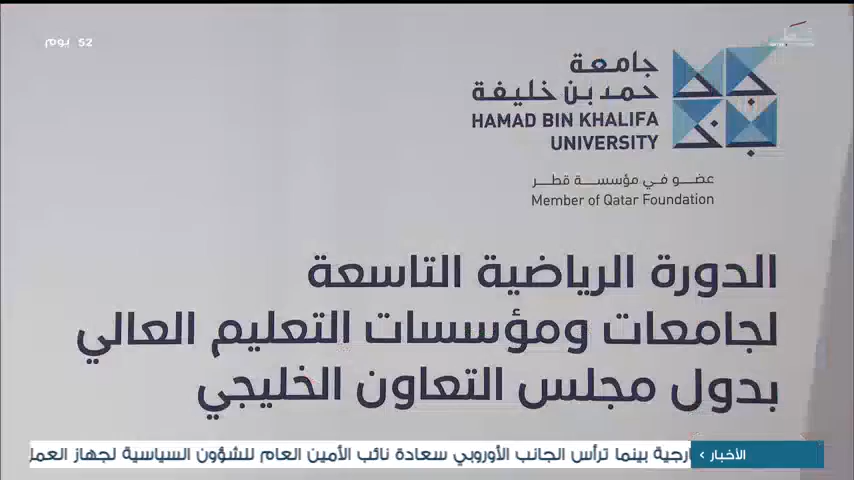 52 يوم
جامعة
حمد بن خليفة
HAMAD BIN KHALIFA
UNIVERSITY
عضو في مؤسسة قطر
Member of Qatar Foundation
الدورة الرياضية التاسعة
لجامعات ومؤسسات التعليم العالي
بدول مجلس التعاون الخليجي
الأخبار
ارجية بينما ترأس الجانب الأوروبي سعادة نائب الأمين العام للشؤون السياسية لجهاز العمل